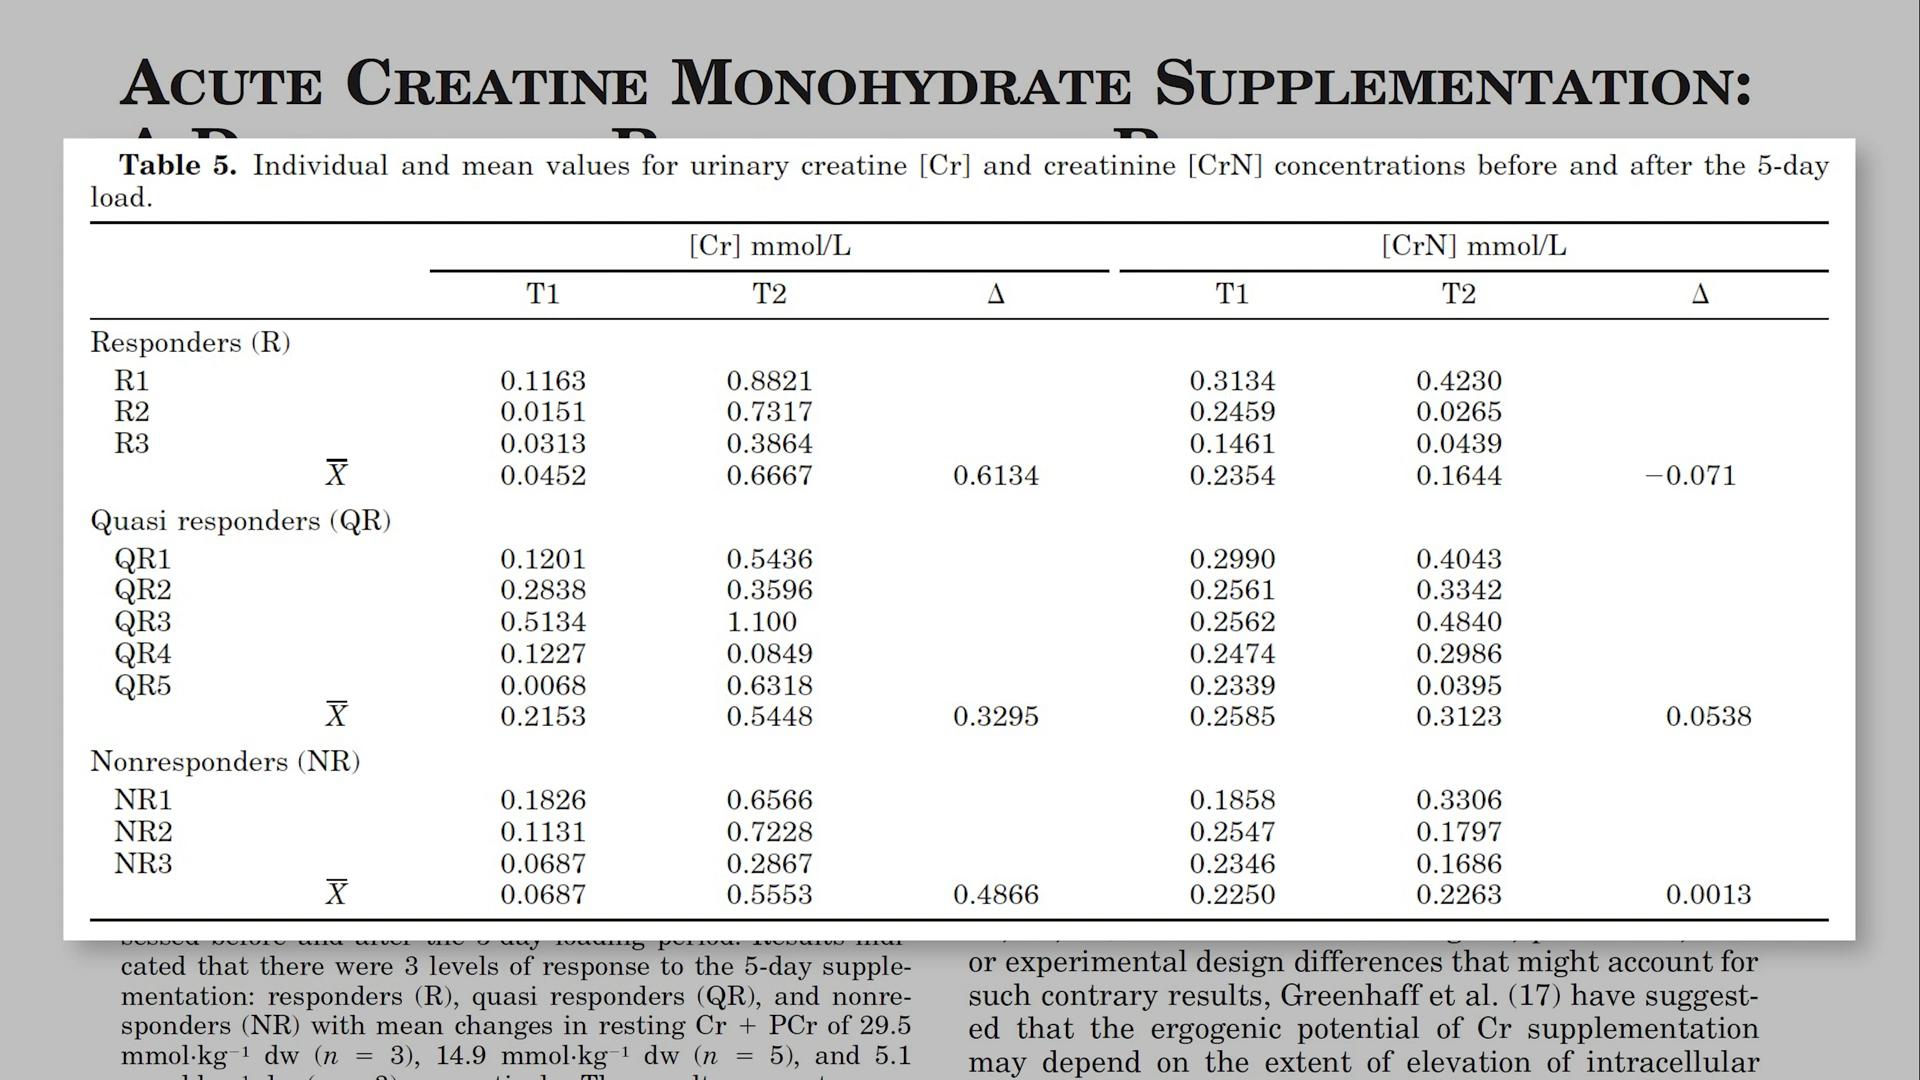 ACUTE CREATINE MONOHYDRATE SUPPLEMENTATION:
Table 5. Individual and mean values for urinary creatine [Cr] and creatinine [CrN] concentrations before and after the 5-day
load.
[Cr] mmol/L [CrN] mmol/L
T1 T2 Δ T1 T2 Δ
Responders (R)
R1 0.1163 0.8821 0.3134 0.4230
R2 0.0151 0.7317 0.2459 0.0265
R3 0.0313 0.3864 0.1461 0.0439
X̅ 0.0452 0.6667 0.6134 0.2354 0.1644 −0.071
Quasi responders (QR)
QR1 0.1201 0.5436 0.2990 0.4043
QR2 0.2838 0.3596 0.2561 0.3342
QR3 0.5134 1.100 0.2562 0.4840
QR4 0.1227 0.0849 0.2474 0.2986
QR5 0.0068 0.6318 0.2339 0.0395
X̅ 0.2153 0.5448 0.3295 0.2585 0.3123 0.0538
Nonresponders (NR)
NR1 0.1826 0.6566 0.1858 0.3306
NR2 0.1131 0.7228 0.2547 0.1797
NR3 0.0687 0.2867 0.2346 0.1686
X̅ 0.0687 0.5553 0.4866 0.2250 0.2263 0.0013
cated that there were 3 levels of response to the 5-day supple-
mentation: responders (R), quasi responders (QR), and nonre-
sponders (NR) with mean changes in resting Cr + PCr of 29.5
mmol·kg⁻¹ dw (n = 3), 14.9 mmol·kg⁻¹ dw (n = 5), and 5.1
or experimental design differences that might account for
such contrary results, Greenhaff et al. (17) have suggest-
ed that the ergogenic potential of Cr supplementation
may depend on the extent of elevation of intracellular